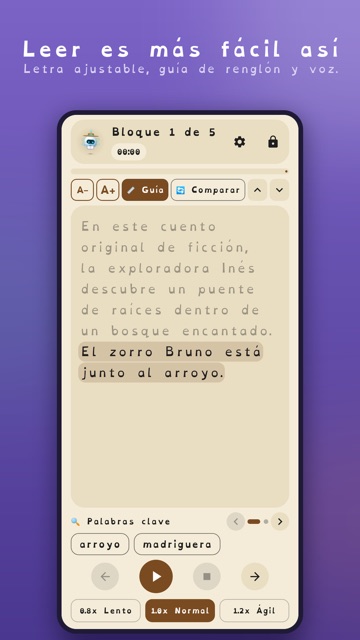 Leer es más fácil así
Letra ajustable, guía de renglón y voz.
Bloque 1 de 5
00:00
A- A+ Guía Comparar
En este cuento
original de ficción,
la exploradora Inés
descubre un puente
de raíces dentro de
un bosque encantado.
El zorro Bruno está
junto al arroyo.
Palabras clave
arroyo madriguera
0.8x Lento 1.0x Normal 1.2x Ágil